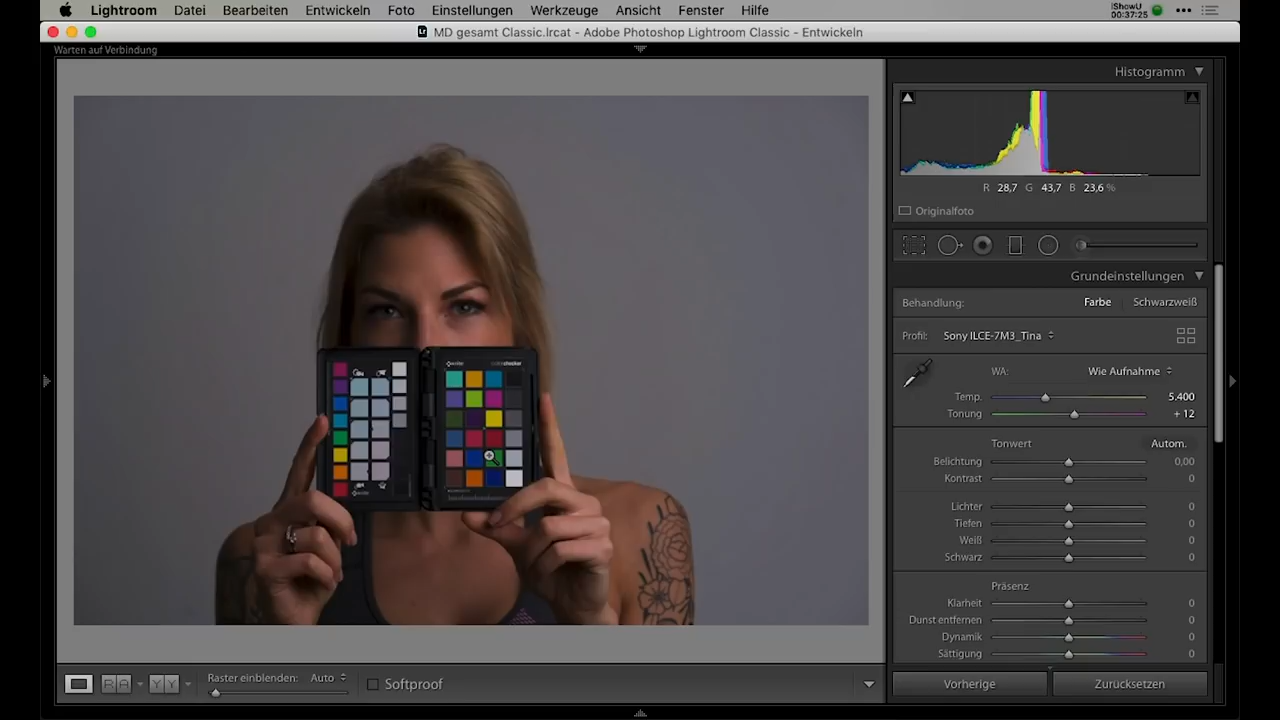 Lightroom Datei Bearbeiten Entwickeln Foto Einstellungen Werkzeuge Ansicht Fenster Hilfe iShowU 00:37:25
MD gesamt Classic.lrcat - Adobe Photoshop Lightroom Classic - Entwickeln
Warten auf Verbindung
Histogramm
R 28,7 G 43,7 B 23,6 %
Originalfoto
Grundeinstellungen
Behandlung: Farbe Schwarzweiß
Profil: Sony ILCE-7M3_Tina
WA: Wie Aufnahme
Temp. 5.400
Tonung + 12
Tonwert Autom.
Belichtung 0,00
Kontrast 0
Lichter 0
Tiefen 0
Weiß 0
Schwarz 0
Präsenz
Klarheit 0
Dunst entfernen 0
Dynamik 0
Sättigung 0
RA YY Raster einblenden: Auto Softproof
Vorherige Zurücksetzen